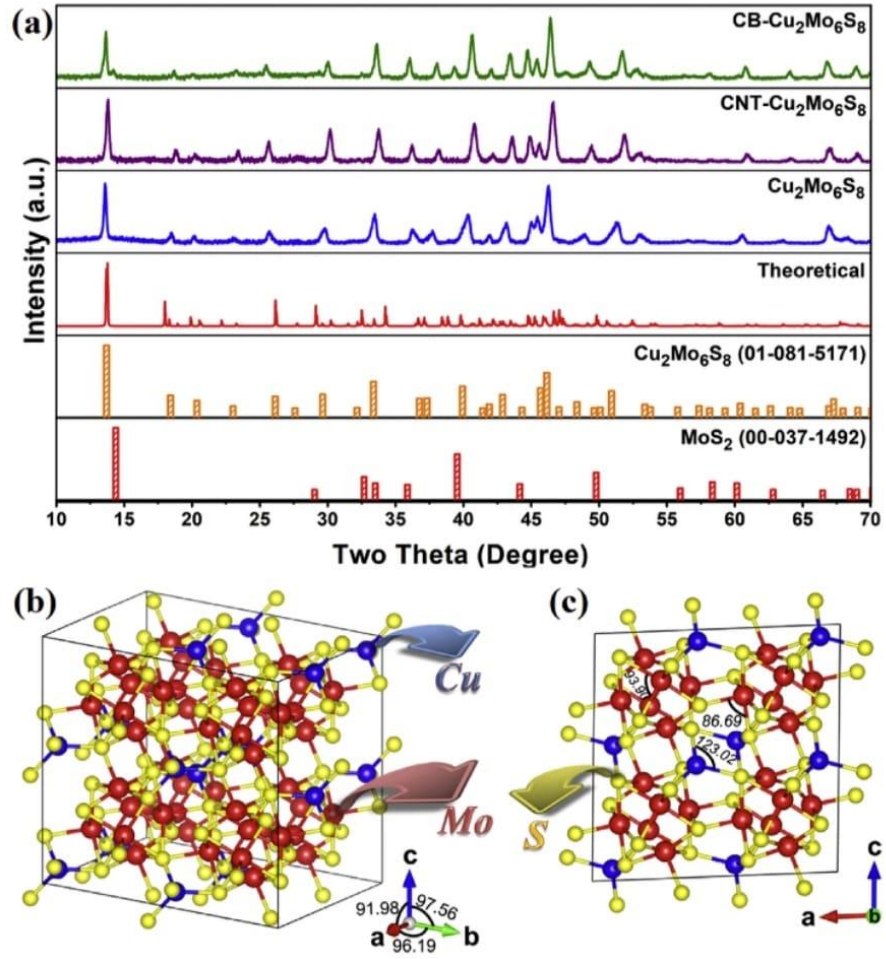 (a)
CB-Cu₂Mo₆S₈
CNT-Cu₂Mo₆S₈
Cu₂Mo₆S₈
Theoretical
Cu₂Mo₆S₈ (01-081-5171)
MoS₂ (00-037-1492)
Intensity (a.u.)
10 15 20 25 30 35 40 45 50 55 60 65 70
Two Theta (Degree)
(b)
Cu
Mo
c
91.98 97.56
a b
96.19
(c)
93.90
86.69
123.02
S
c
a b